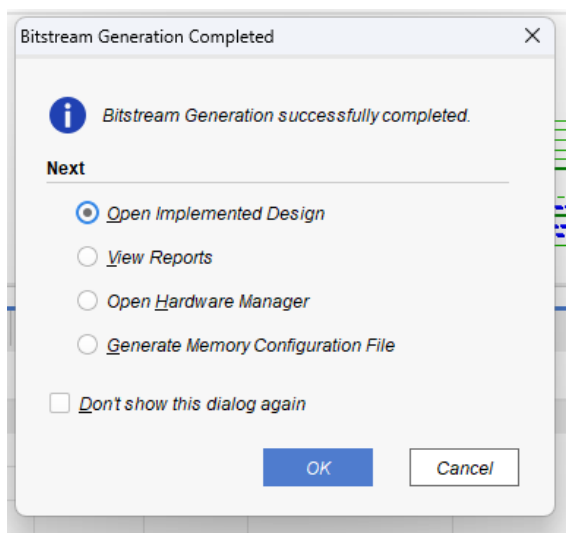 Bitstream Generation Completed
Bitstream Generation successfully completed.
Next
Open Implemented Design
View Reports
Open Hardware Manager
Generate Memory Configuration File
Don't show this dialog again
OK
Cancel